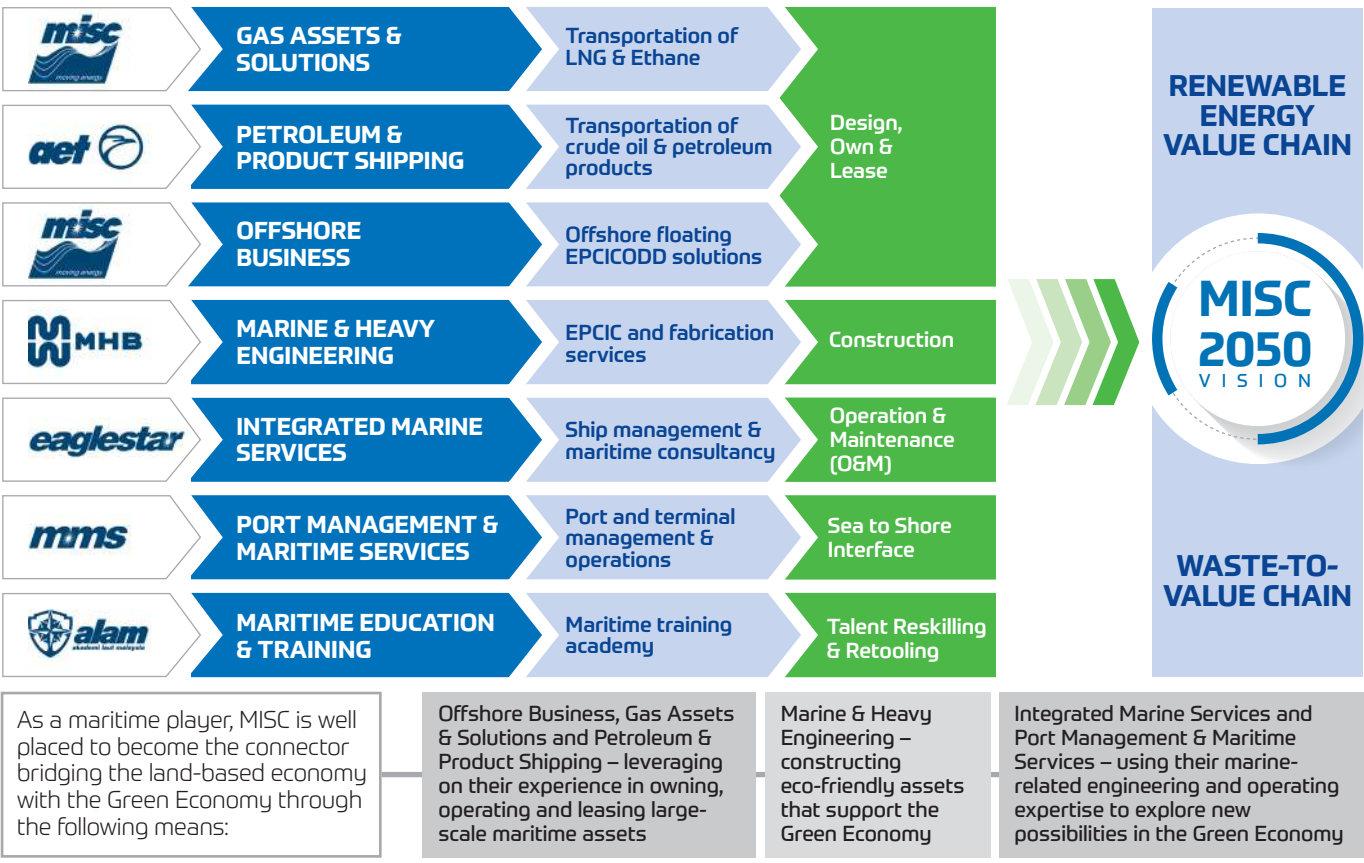 misc
moving energy
GAS ASSETS &
SOLUTIONS
Transportation of
LNG & Ethane
aet
PETROLEUM &
PRODUCT SHIPPING
Transportation of
crude oil & petroleum
products
misc
moving energy
OFFSHORE
BUSINESS
Offshore floating
EPCICODD solutions
Design,
Own &
Lease
MHB
MARINE & HEAVY
ENGINEERING
EPCIC and fabrication
services
Construction
eaglestar
INTEGRATED MARINE
SERVICES
Ship management &
maritime consultancy
Operation &
Maintenance
(O&M)
mms
PORT MANAGEMENT &
MARITIME SERVICES
Port and terminal
management &
operations
Sea to Shore
Interface
alam
akademi laut malaysia
MARITIME EDUCATION
& TRAINING
Maritime training
academy
Talent Reskilling
& Retooling
RENEWABLE
ENERGY
VALUE CHAIN
MISC
2050
VISION
WASTE-TO-
VALUE CHAIN
As a maritime player, MISC is well
placed to become the connector
bridging the land-based economy
with the Green Economy through
the following means:
Offshore Business, Gas Assets
& Solutions and Petroleum &
Product Shipping – leveraging
on their experience in owning,
operating and leasing large-
scale maritime assets
Marine & Heavy
Engineering –
constructing
eco-friendly assets
that support the
Green Economy
Integrated Marine Services and
Port Management & Maritime
Services – using their marine-
related engineering and operating
expertise to explore new
possibilities in the Green Economy